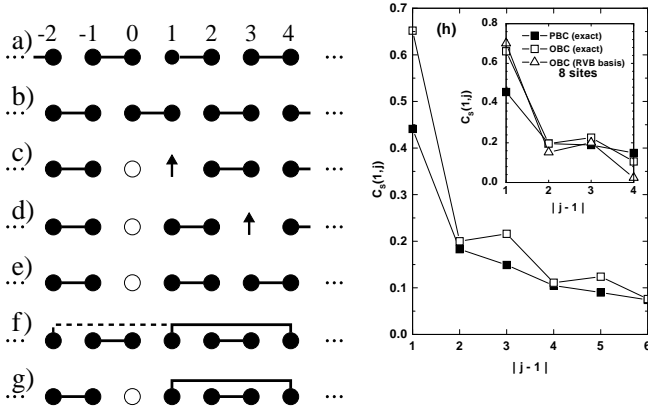 -2 -1 0 1 2 3 4
a) ... ...
b) ... ...
c) ... ...
d) ... ...
e) ... ...
f) ... ...
g) ... ...
(h)
0.7
0.6
0.5
0.4
0.3
0.2
0.1
0.0
C_s(1,j)
1 2 3 4 5 6
| j - 1 |
PBC (exact)
OBC (exact)
OBC (RVB basis)
8 sites
0.8
0.6
0.4
0.2
0.0
C_s(1,j)
1 2 3 4
| j - 1 |